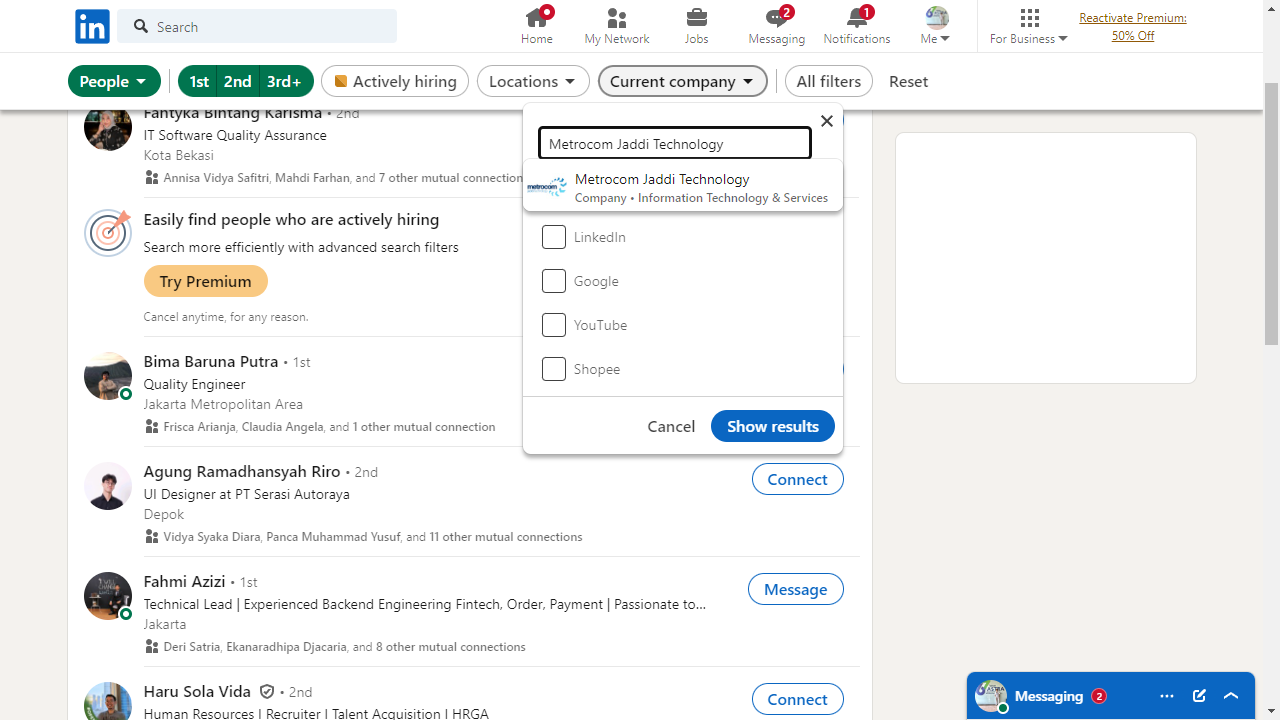 in
Search
Home
My Network
Jobs
2
Messaging
1
Notifications
Me
For Business
Reactivate Premium:
50% Off
People
1st
2nd
3rd+
Actively hiring
Locations
Current company
All filters
Reset
Fantyka Bintang Karisma • 2nd
IT Software Quality Assurance
Kota Bekasi
Annisa Vidya Safitri, Mahdi Farhan, and 7 other mutual connection
Metrocom Jaddi Technology
metrocom
Metrocom Jaddi Technology
Company • Information Technology & Services
LinkedIn
Google
YouTube
Shopee
Cancel
Show results
Easily find people who are actively hiring
Search more efficiently with advanced search filters
Try Premium
Cancel anytime, for any reason.
Bima Baruna Putra • 1st
Quality Engineer
Jakarta Metropolitan Area
Frisca Arianja, Claudia Angela, and 1 other mutual connection
Agung Ramadhansyah Riro • 2nd
UI Designer at PT Serasi Autoraya
Depok
Vidya Syaka Diara, Panca Muhammad Yusuf, and 11 other mutual connections
Connect
Fahmi Azizi • 1st
Technical Lead | Experienced Backend Engineering Fintech, Order, Payment | Passionate to...
Jakarta
Deri Satria, Ekanaradhipa Djacaria, and 8 other mutual connections
Message
Haru Sola Vida • 2nd
Human Resources | Recruiter | Talent Acquisition | HRGA
Connect
Messaging
2